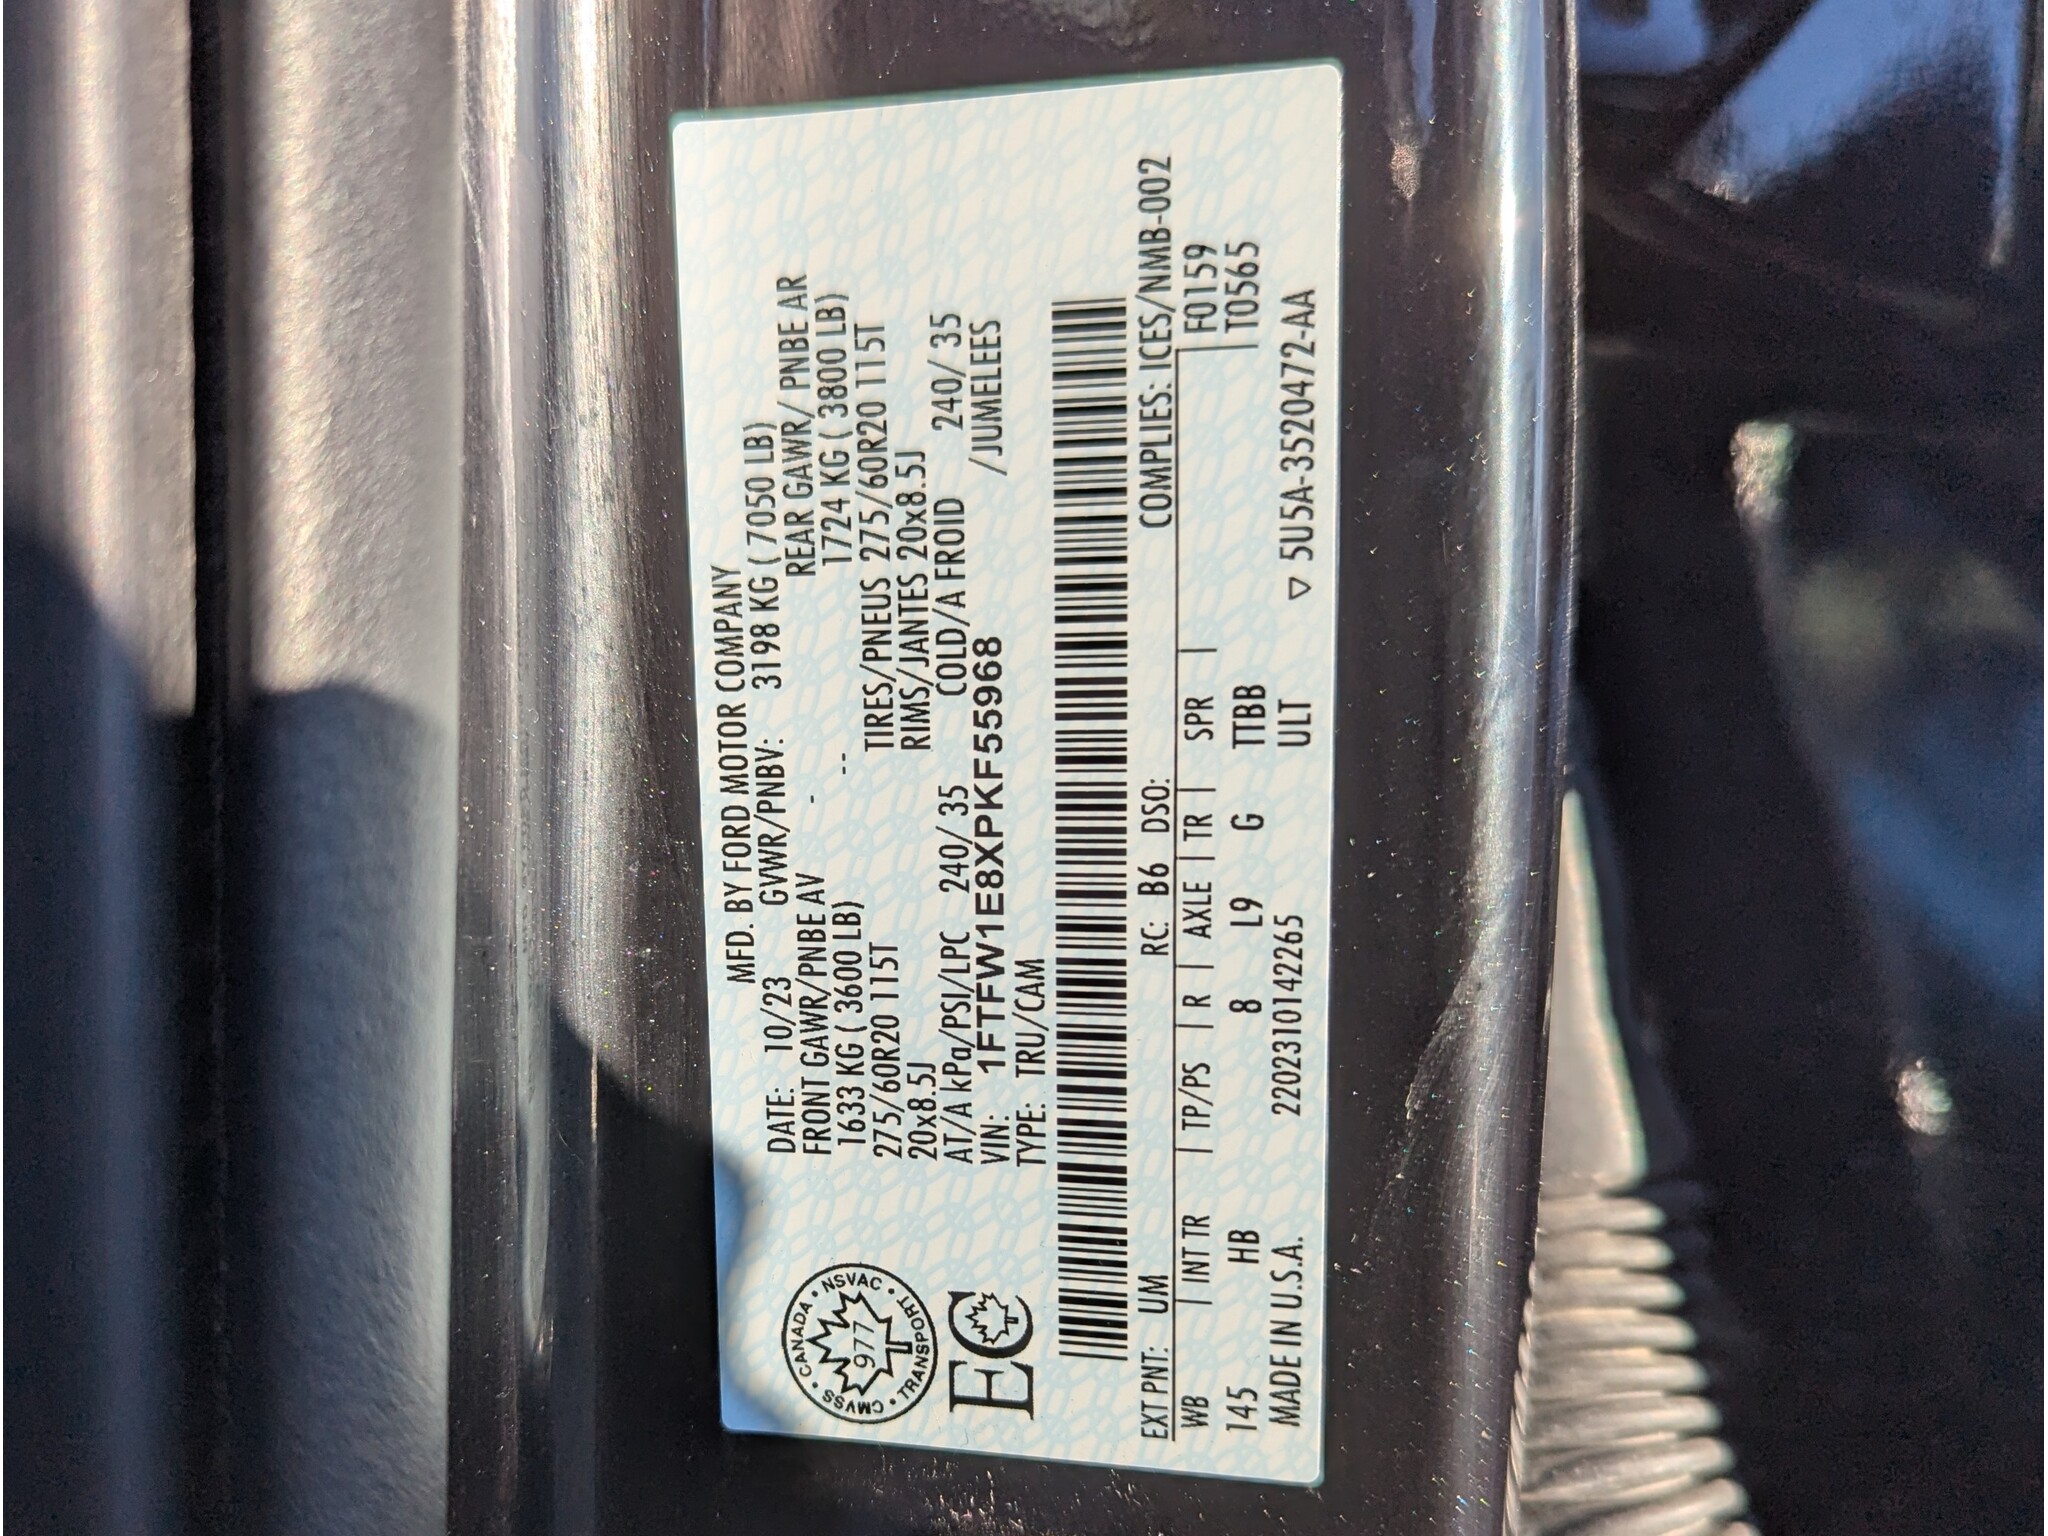 CMVSS • CANADA • NSVAC • TRANSPORT •
977
EC
MFD. BY FORD MOTOR COMPANY
DATE: 10/23 GVWR/PNBV: 3198 KG ( 7050 LB)
FRONT GAWR/PNBE AV - REAR GAWR/ PNBE AR
1633 KG ( 3600 LB) -- 1724 KG ( 3800 LB)
275/60R20 115T TIRES/PNEUS 275/60R20 115T
20x8.5J RIMS/JANTES 20x8.5J
AT/A kPa/PSI/LPC 240/ 35 COLD/A FROID 240/ 35
VIN: 1FTFW1E8XPKF55968 /JUMELEES
TYPE: TRU/CAM
EXT PNT: UM RC: B6 DSO: COMPLIES: ICES/NMB-002
WB | INT TR | TP/PS | R | AXLE | TR | SPR | | F0159
145 HB 8 L9 G TTBB T0565
MADE IN U.S.A. 2202310142265 ULT ▽ 5U5A-3520472-AA